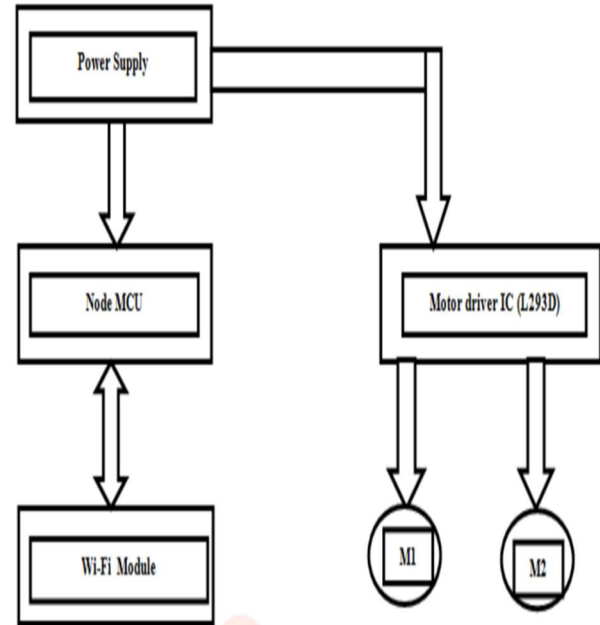 Power Supply
Node MCU
Motor driver IC (L293D)
Wi-Fi Module
M1
M2